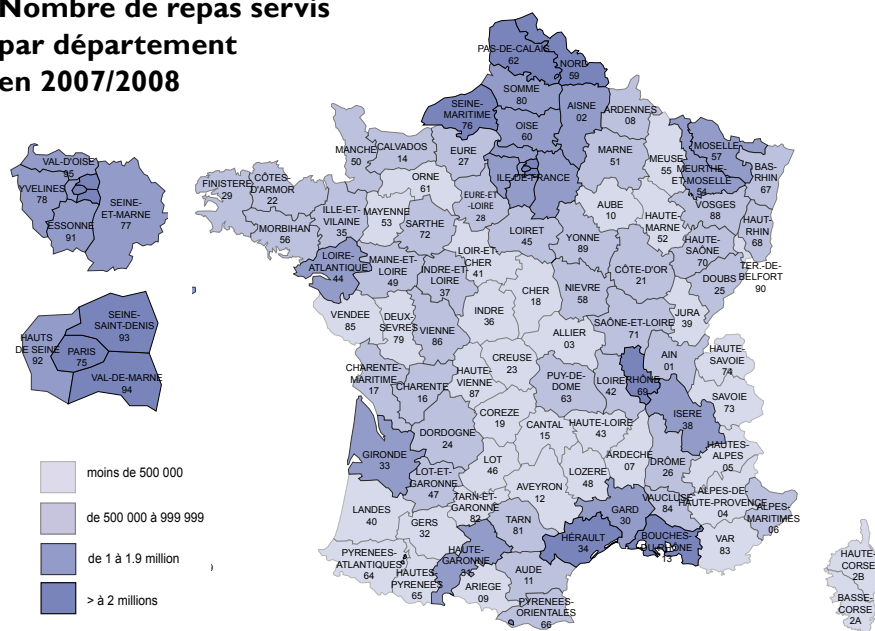 Nombre de repas servis
par département
en 2007/2008
VAL-D'OISE
95
YVELINES
78
SEINE-
ET-MARNE
77
ESSONNE
91
SEINE-
SAINT-DENIS
93
HAUTS
DE SEINE
92
PARIS
75
VAL-DE-MARNE
94
moins de 500 000
de 500 000 à 999 999
de 1 à 1.9 million
> à 2 millions
PAS-DE-CALAIS
62
NORD
59
SOMME
80
SEINE-
MARITIME
76
AISNE
02
ARDENNES
08
OISE
60
MANCHE
50
CALVADOS
14
EURE
27
ILE-DE-FRANCE
MARNE
51
MEUSE
55
MOSELLE
57
MEURTHE-
ET-MOSELLE
54
BAS-
RHIN
67
FINISTERE
29
CÔTES-
D'ARMOR
22
ORNE
61
EURE-ET
-LOIRE
28
AUBE
10
HAUTE-
MARNE
52
VOSGES
88
HAUT-
RHIN
68
MORBIHAN
56
ILLE-ET-
VILAINE
35
MAYENNE
53
SARTHE
72
LOIRET
45
YONNE
89
HAUTE-
SAÔNE
70
TER.-DE-
BELFORT
90
LOIRE-
ATLANTIQUE
44
MAINE-ET-
LOIRE
49
INDRE-ET-
LOIRE
37
LOIR-ET-
CHER
41
CHER
18
NIEVRE
58
CÔTE-D'OR
21
DOUBS
25
VENDEE
85
DEUX-
SEVRES
79
VIENNE
86
INDRE
36
ALLIER
03
SAÔNE-ET-LOIRE
71
JURA
39
CHARENTE-
MARITIME
17
CHARENTE
16
HAUTE-
VIENNE
87
CREUSE
23
PUY-DE-
DOME
63
LOIRE
42
RHÔNE
69
AIN
01
HAUTE-
SAVOIE
74
SAVOIE
73
ISERE
38
GIRONDE
33
DORDOGNE
24
COREZE
19
CANTAL
15
HAUTE-LOIRE
43
ARDECHE
07
DRÔME
26
HAUTES-
ALPES
05
LOT-ET-
GARONNE
47
LOT
46
AVEYRON
12
LOZERE
48
GARD
30
VAUCLUSE
84
ALPES-DE-
HAUTE-PROVENCE
04
ALPES-
MARITIMES
06
LANDES
40
GERS
32
TARN-ET-
GARONNE
82
TARN
81
HÉRAULT
34
BOUCHES-
DU-RHÔNE
13
VAR
83
PYRENEES-
ATLANTIQUES
64
HAUTES-
PYRENEES
65
HAUTE-
GARONNE
31
ARIEGE
09
AUDE
11
PYRENEES-
ORIENTALES
66
HAUTE-
CORSE
2B
BASSE-
CORSE
2A